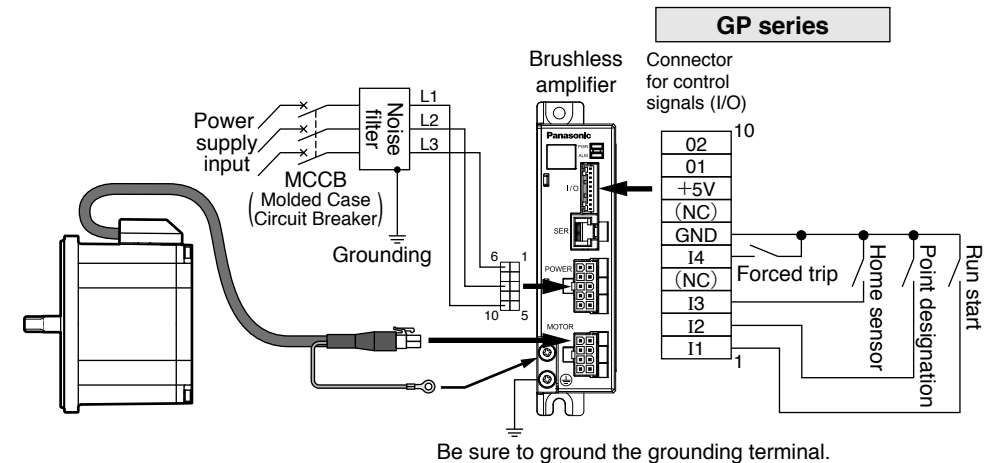 GP series
Brushless
amplifier
Connector
for control
signals (I/O)
Power
supply
input
Noise
filter
L1
L2
L3
MCCB
(Molded Case
Circuit Breaker)
Grounding
Panasonic
PWR
ALM
I/O
SER
POWER
MOTOR
6 1
10 5
10
02
01
+5V
(NC)
GND
I4
(NC)
I3
I2
I1
1
Forced trip
Home sensor
Point designation
Run start
Be sure to ground the grounding terminal.